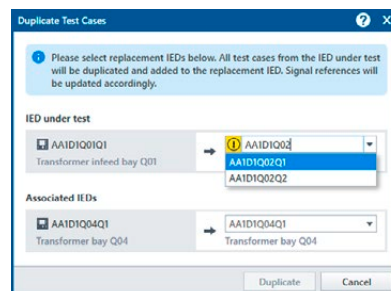 Duplicate Test Cases
Please select replacement IEDs below. All test cases from the IED under test
will be duplicated and added to the replacement IED. Signal references will
be updated accordingly.
IED under test
AA1D1Q01Q1
Transformer infeed bay Q01
AA1D1Q02
AA1D1Q02Q1
AA1D1Q02Q2
Associated IEDs
AA1D1Q04Q1
Transformer bay Q04
AA1D1Q04Q1
Transformer bay Q04
Duplicate
Cancel